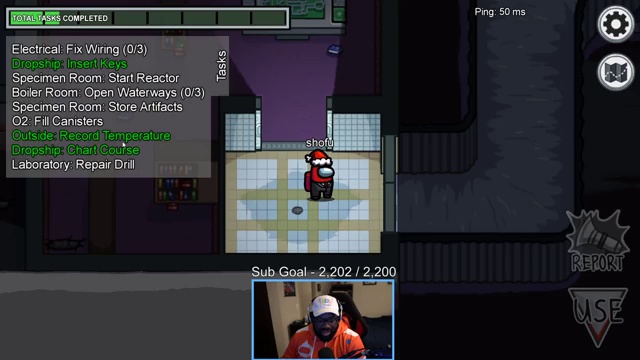 TOTAL TASKS COMPLETED
Ping: 50 ms
Electrical: Fix Wiring (0/3)
Dropship: Insert Keys
Specimen Room: Start Reactor
Boiler Room: Open Waterways (0/3)
Specimen Room: Store Artifacts
O2: Fill Canisters
Outside: Record Temperature
Dropship: Chart Course
Laboratory: Repair Drill
Tasks
shofu
REPORT
USE
Sub Goal - 2,202 / 2,200